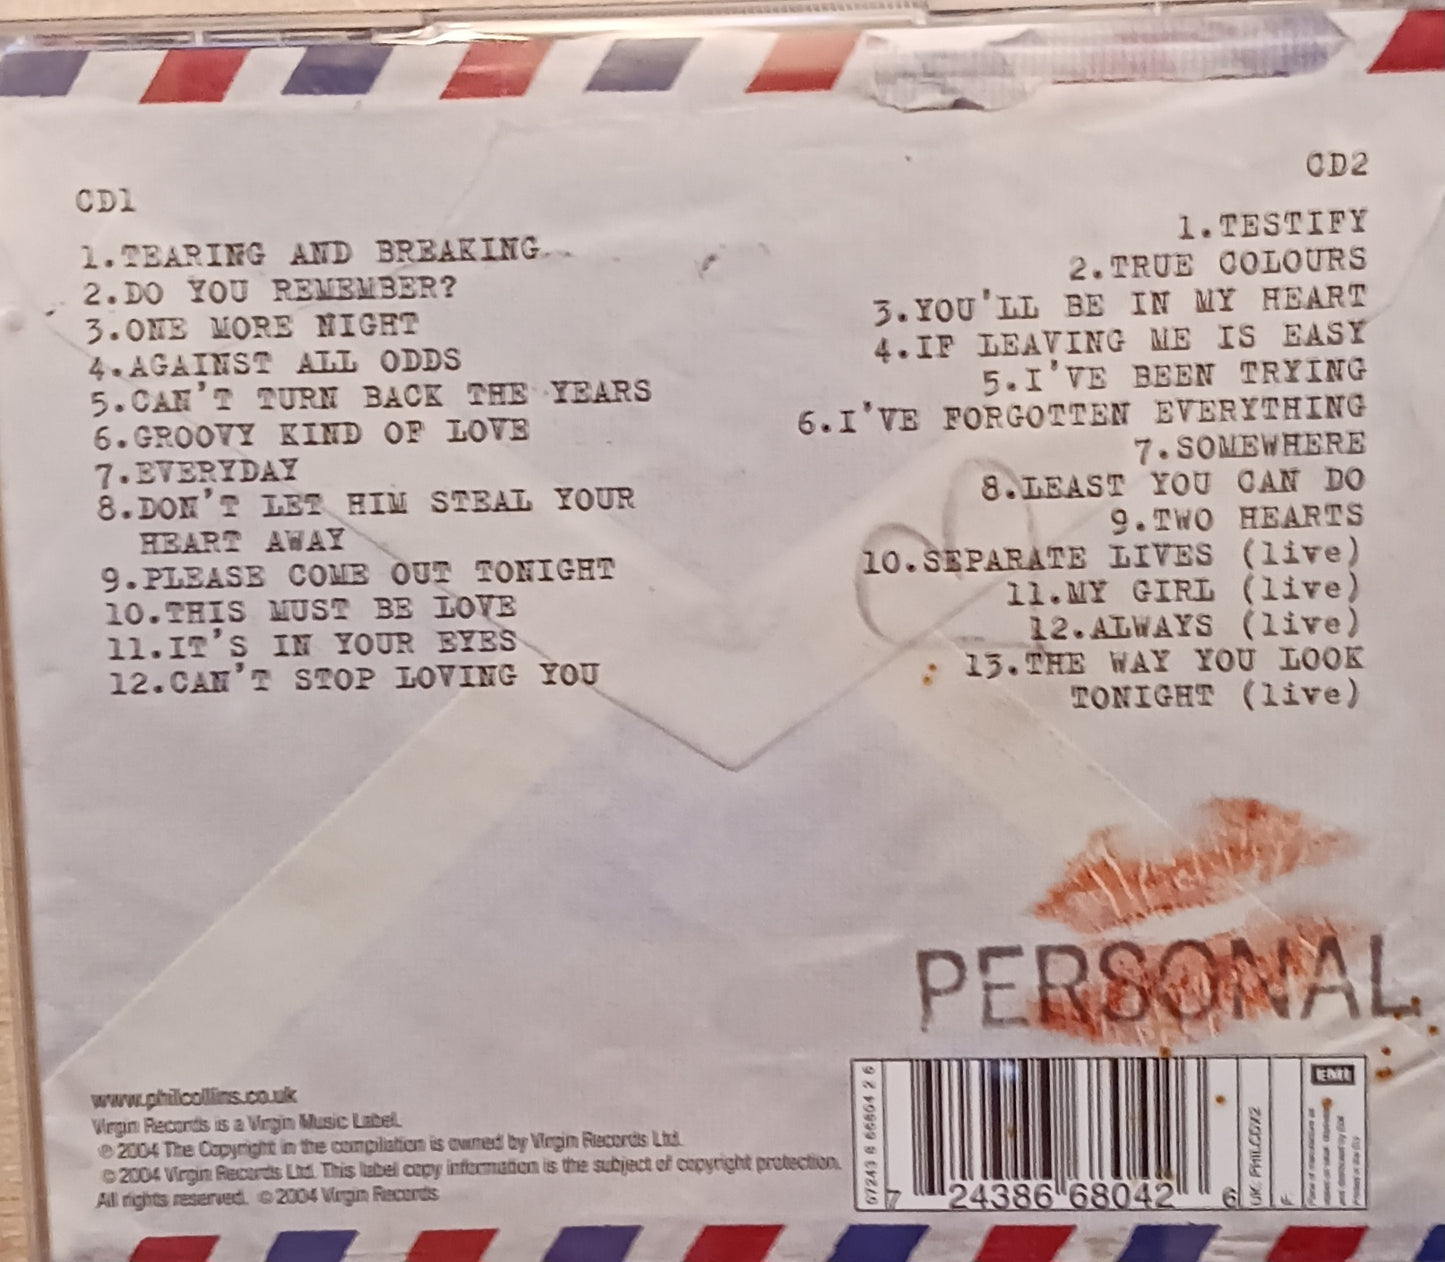 CD1
1.TEARING AND BREAKING
2.DO YOU REMEMBER?
3.ONE MORE NIGHT
4.AGAINST ALL ODDS
5.CAN'T TURN BACK THE YEARS
6.GROOVY KIND OF LOVE
7.EVERYDAY
8.DON'T LET HIM STEAL YOUR
HEART AWAY
9.PLEASE COME OUT TONIGHT
10.THIS MUST BE LOVE
11.IT'S IN YOUR EYES
12.CAN'T STOP LOVING YOU
CD2
1.TESTIFY
2.TRUE COLOURS
3.YOU'LL BE IN MY HEART
4.IF LEAVING ME IS EASY
5.I'VE BEEN TRYING
6.I'VE FORGOTTEN EVERYTHING
7.SOMEWHERE
8.LEAST YOU CAN DO
9.TWO HEARTS
10.SEPARATE LIVES (live)
11.MY GIRL (live)
12.ALWAYS (live)
13.THE WAY YOU LOOK
TONIGHT (live)
PERSONAL
www.philcollins.co.uk
Virgin Records is a Virgin Music Label.
℗ 2004 The Copyright in the compilation is owned by Virgin Records Ltd.
© 2004 Virgin Records Ltd. This label copy information is the subject of copyright protection.
All rights reserved. © 2004 Virgin Records
7 24386 68042 6
UK: PHILCDV2
F:
EMI